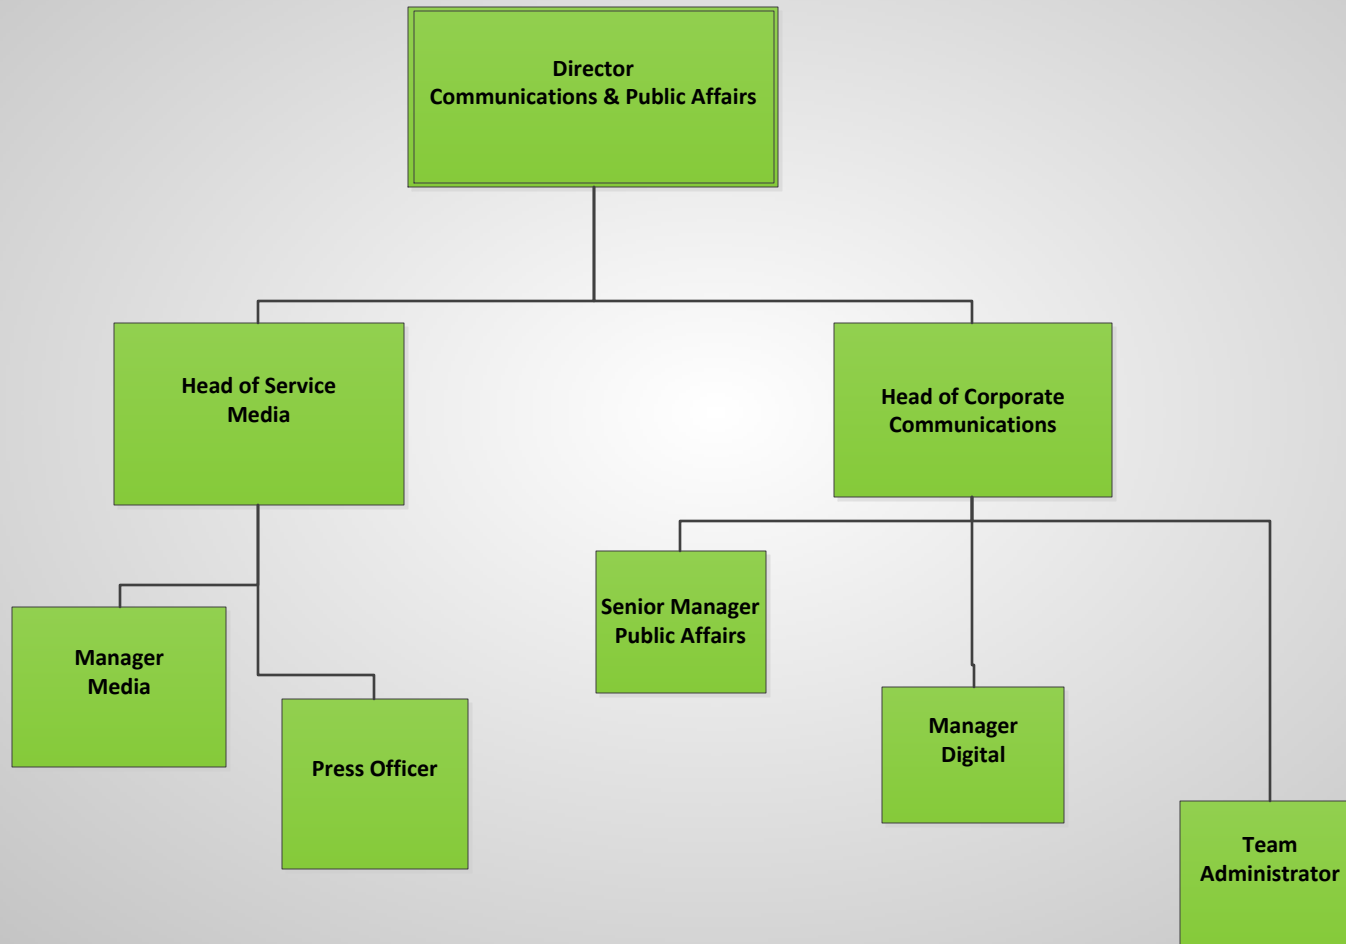 Director
Communications & Public Affairs
Head of Service
Media
Head of Corporate
Communications
Senior Manager
Public Affairs
Manager
Media
Manager
Digital
Press Officer
Team
Administrator